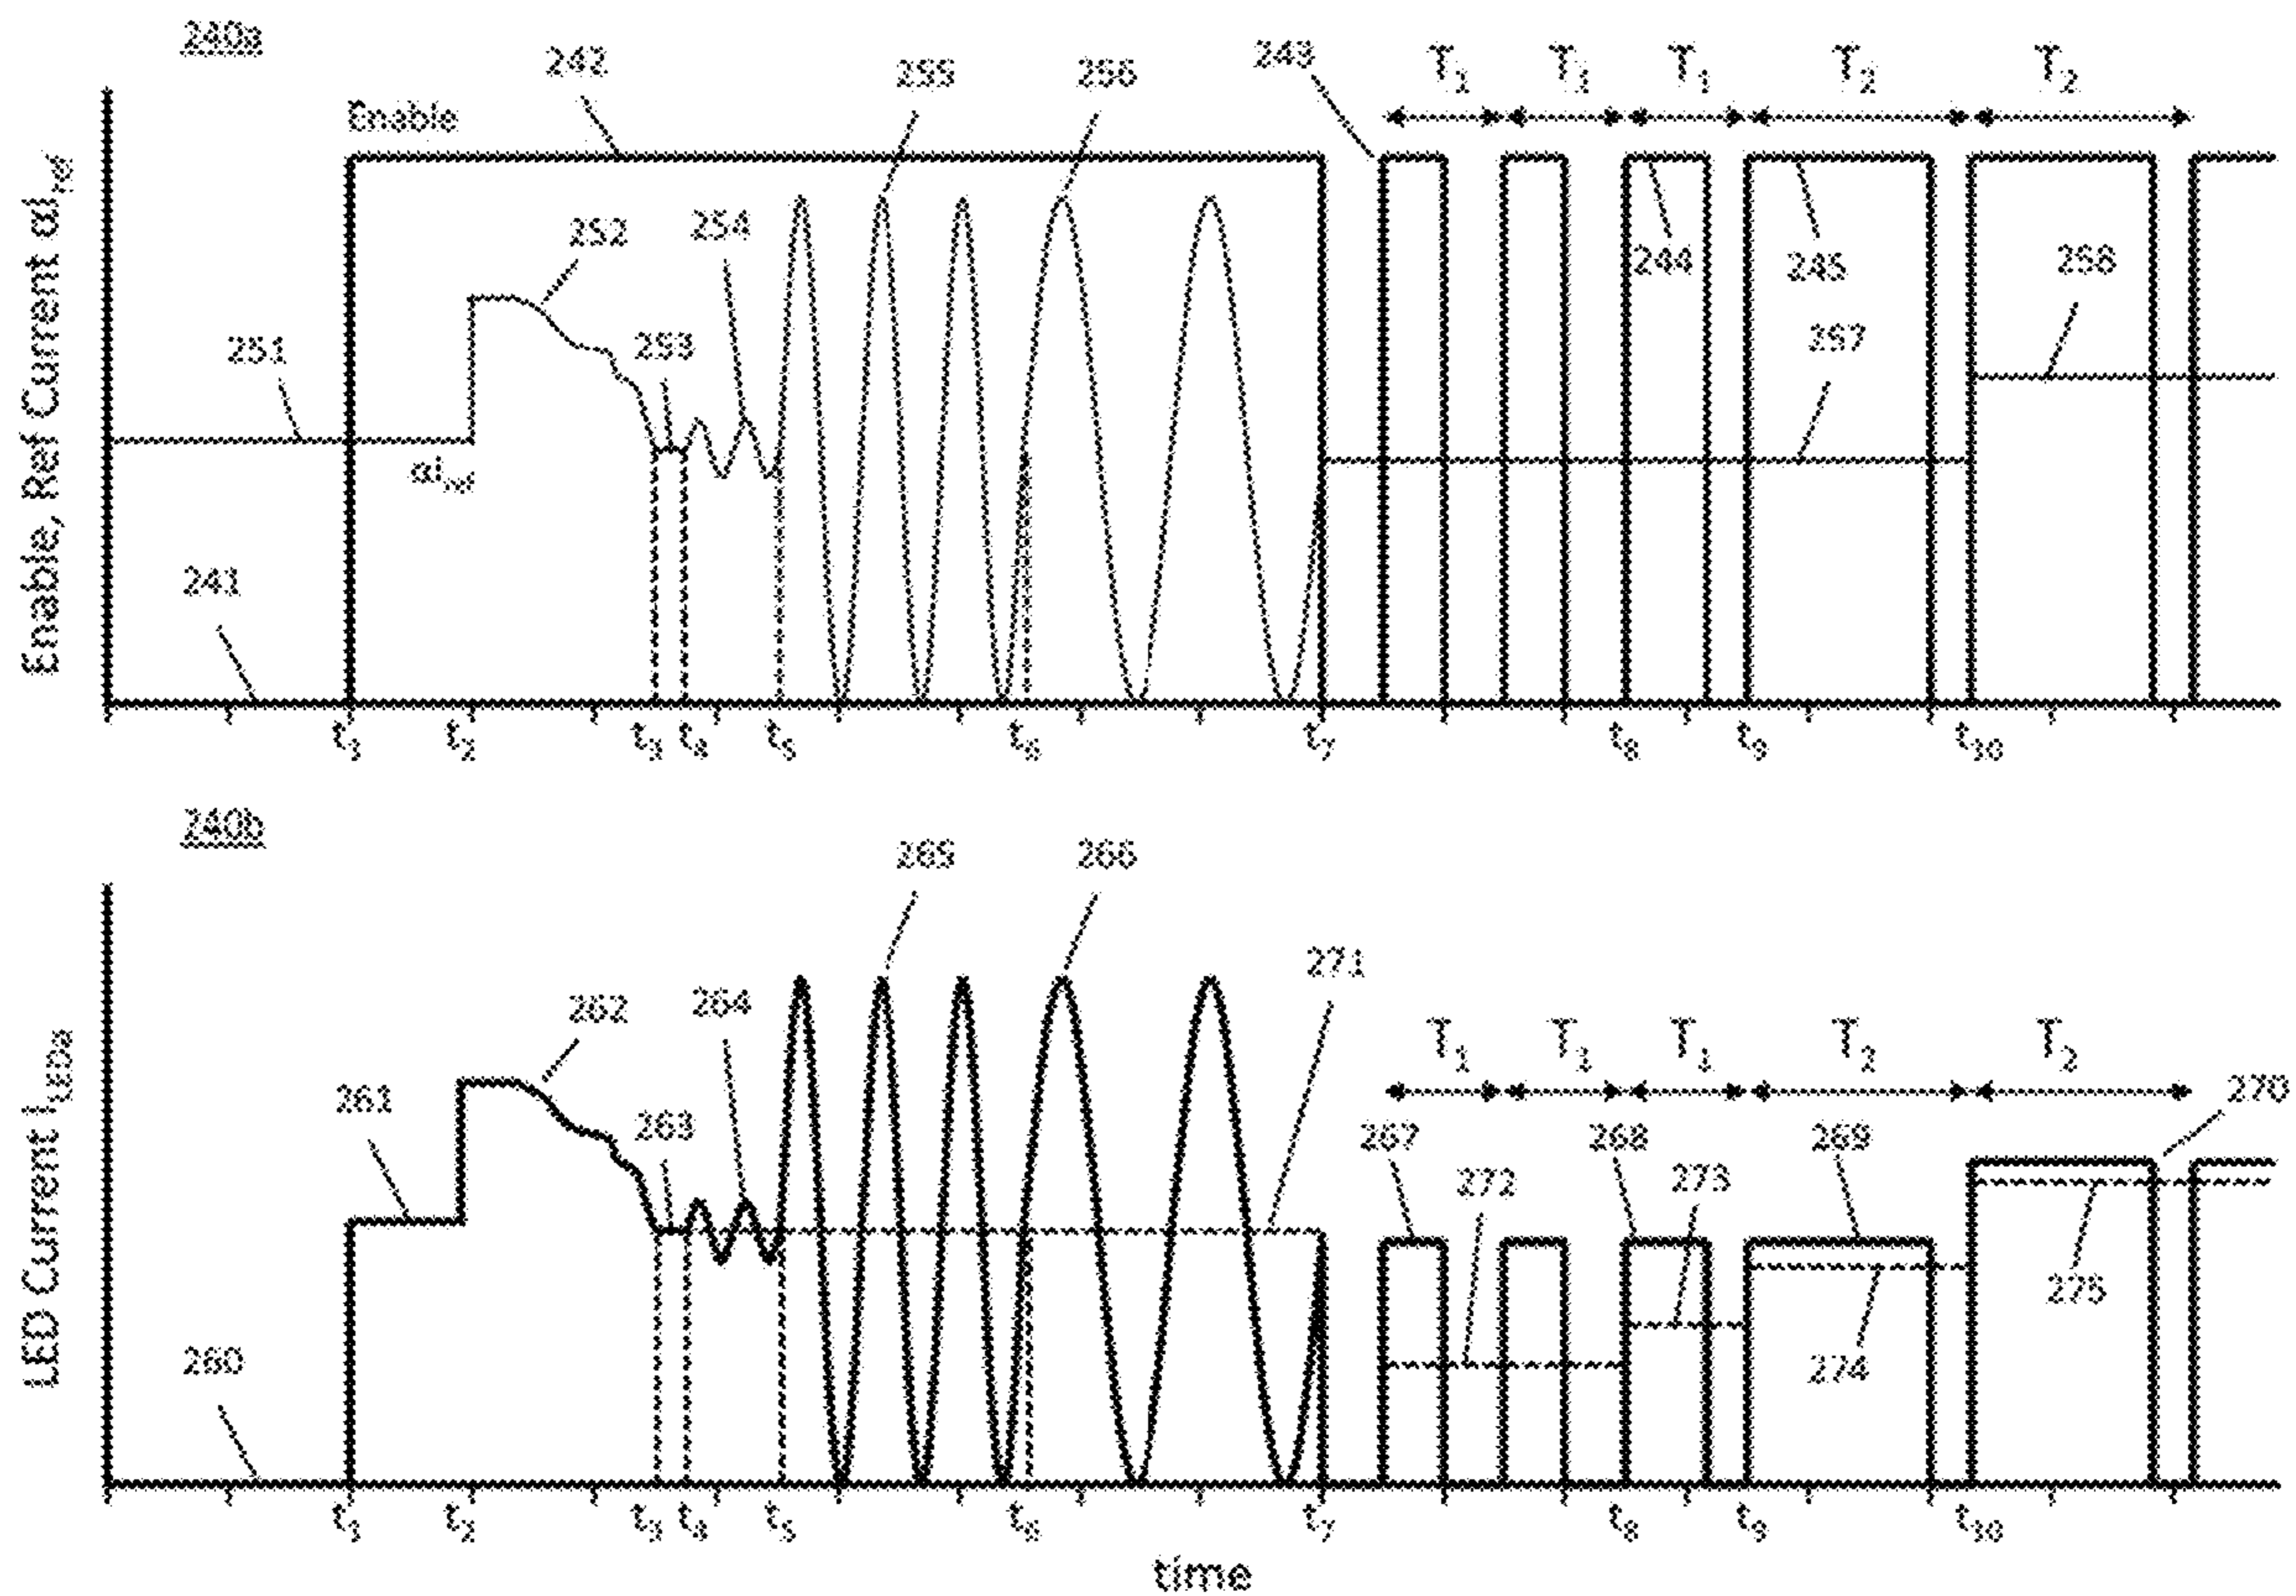 240a
242
255
256
243
T1
T1
T1
T2
T2
Enable
252
254
244
245
258
251
253
257
αIref
241
Enable, Ref Current αIref
t1
t2
t3
t4
t5
t6
t7
t8
t9
t10
240b
265
266
271
262
264
T1
T1
T1
T2
T2
270
261
263
267
272
268
273
269
275
274
260
LED Current ILEDa
t1
t2
t3
t4
t5
t6
t7
t8
t9
t10
time